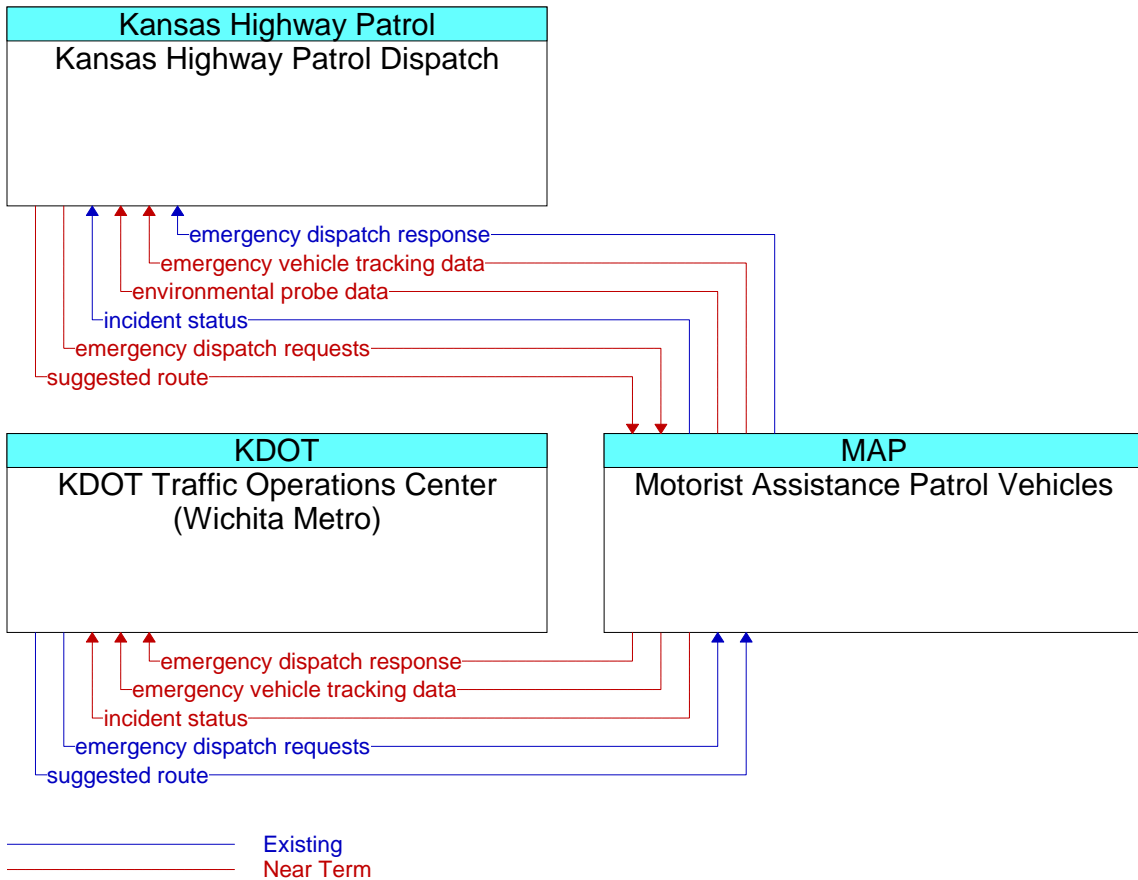 Kansas Highway Patrol
Kansas Highway Patrol Dispatch
emergency dispatch response
emergency vehicle tracking data
environmental probe data
incident status
emergency dispatch requests
suggested route
KDOT
KDOT Traffic Operations Center
(Wichita Metro)
MAP
Motorist Assistance Patrol Vehicles
emergency dispatch response
emergency vehicle tracking data
incident status
emergency dispatch requests
suggested route
Existing
Near Term